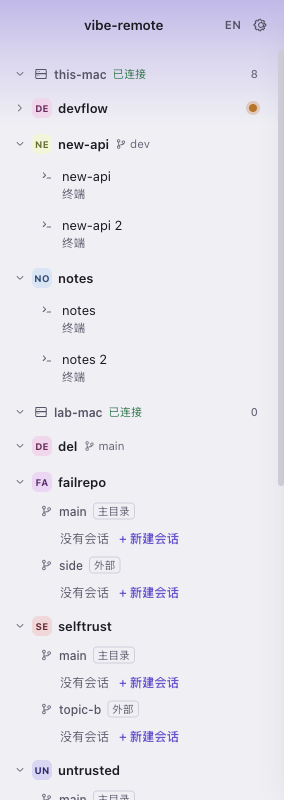 vibe-remote EN
this-mac 已连接 8
DE devflow
NE new-api dev
new-api
终端
new-api 2
终端
NO notes
notes
终端
notes 2
终端
lab-mac 已连接 0
DE del main
FA failrepo
main 主目录
没有会话 + 新建会话
side 外部
没有会话 + 新建会话
SE selftrust
main 主目录
没有会话 + 新建会话
topic-b 外部
没有会话 + 新建会话
UN untrusted
main 主目录